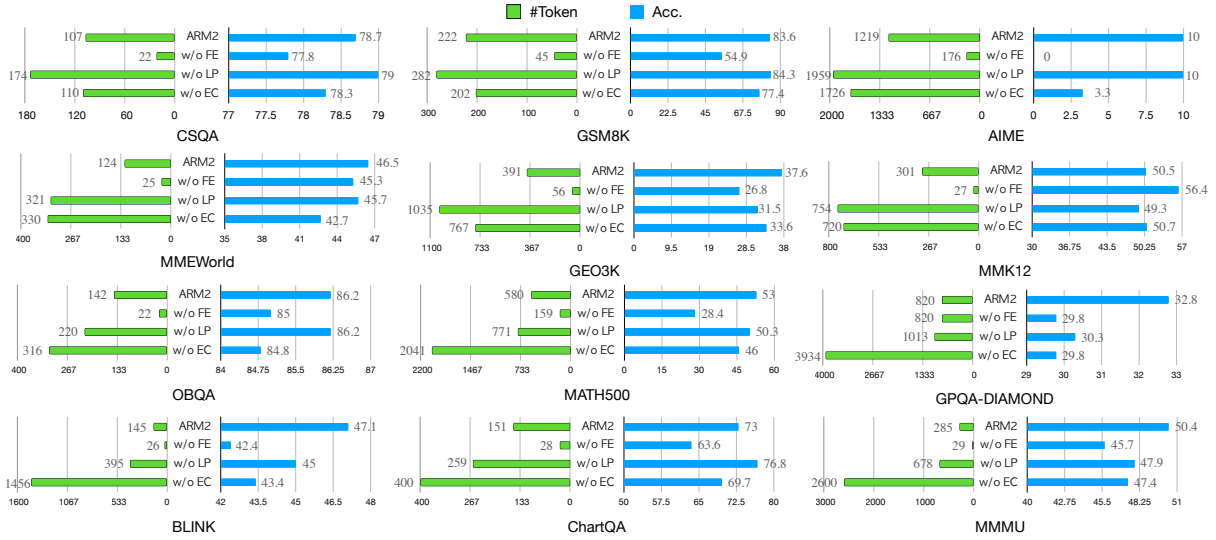 #Token Acc.
107 ARM2 78.7
22 w/o FE 77.8
174 w/o LP 79
110 w/o EC 78.3
180 120 60 0 77 77.5 78 78.5 79
CSQA
222 ARM2 83.6
45 w/o FE 54.9
282 w/o LP 84.3
202 w/o EC 77.4
300 200 100 0 0 22.5 45 67.5 90
GSM8K
1219 ARM2 10
176 w/o FE 0
1959 w/o LP 10
1726 w/o EC 3.3
2000 1333 667 0 0 2.5 5 7.5 10
AIME
124 ARM2 46.5
25 w/o FE 45.3
321 w/o LP 45.7
330 w/o EC 42.7
400 267 133 0 35 38 41 44 47
MMEWorld
391 ARM2 37.6
56 w/o FE 26.8
1035 w/o LP 31.5
767 w/o EC 33.6
1100 733 367 0 0 9.5 19 28.5 38
GEO3K
301 ARM2 50.5
27 w/o FE 56.4
754 w/o LP 49.3
720 w/o EC 50.7
800 533 267 0 30 36.75 43.5 50.25 57
MMK12
142 ARM2 86.2
22 w/o FE 85
220 w/o LP 86.2
316 w/o EC 84.8
400 267 133 0 84 84.75 85.5 86.25 87
OBQA
580 ARM2 53
159 w/o FE 28.4
771 w/o LP 50.3
2041 w/o EC 46
2200 1467 733 0 0 15 30 45 60
MATH500
820 ARM2 32.8
820 w/o FE 29.8
1013 w/o LP 30.3
3934 w/o EC 29.8
4000 2667 1333 0 29 30 31 32 33
GPQA-DIAMOND
145 ARM2 47.1
26 w/o FE 42.4
395 w/o LP 45
1456 w/o EC 43.4
1600 1067 533 0 42 43.5 45 46.5 48
BLINK
151 ARM2 73
28 w/o FE 63.6
259 w/o LP 76.8
400 w/o EC 69.7
400 267 133 0 50 57.5 65 72.5 80
ChartQA
285 ARM2 50.4
29 w/o FE 45.7
678 w/o LP 47.9
2600 w/o EC 47.4
3000 2000 1000 0 40 42.75 45.5 48.25 51
MMMU